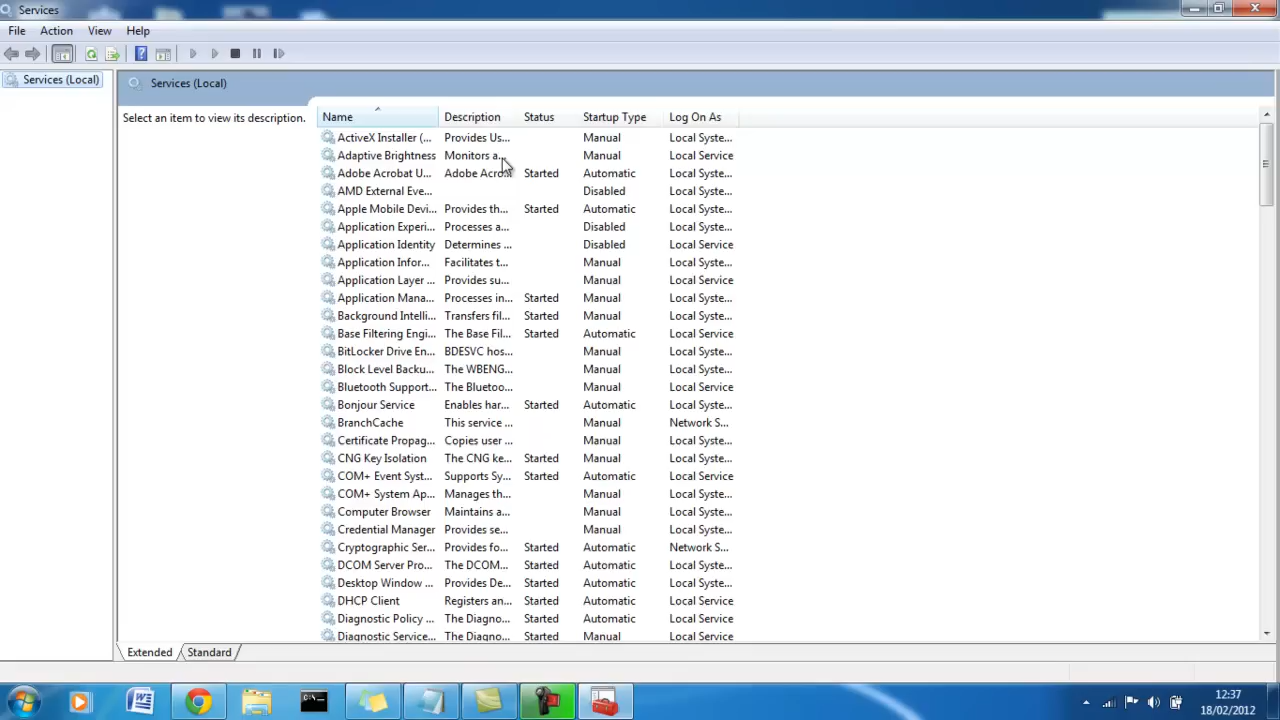 Services
File Action View Help
Services (Local)
Services (Local)
Select an item to view its description.
Name Description Status Startup Type Log On As
ActiveX Installer (... Provides Us... Manual Local Syste...
Adaptive Brightness Monitors a... Manual Local Service
Adobe Acrobat U... Adobe Acro Started Automatic Local Syste...
AMD External Eve... Disabled Local Syste...
Apple Mobile Devi... Provides th... Started Automatic Local Syste...
Application Experi... Processes a... Disabled Local Syste...
Application Identity Determines ... Disabled Local Service
Application Infor... Facilitates t... Manual Local Syste...
Application Layer ... Provides su... Manual Local Service
Application Mana... Processes in... Started Manual Local Syste...
Background Intelli... Transfers fil... Started Manual Local Syste...
Base Filtering Engi... The Base Fil... Started Automatic Local Service
BitLocker Drive En... BDESVC hos... Manual Local Syste...
Block Level Backu... The WBENG... Manual Local Syste...
Bluetooth Support... The Bluetoo... Manual Local Service
Bonjour Service Enables har... Started Automatic Local Syste...
BranchCache This service ... Manual Network S...
Certificate Propag... Copies user ... Manual Local Syste...
CNG Key Isolation The CNG ke... Started Manual Local Syste...
COM+ Event Syst... Supports Sy... Started Automatic Local Service
COM+ System Ap... Manages th... Manual Local Syste...
Computer Browser Maintains a... Manual Local Syste...
Credential Manager Provides se... Manual Local Syste...
Cryptographic Ser... Provides fo... Started Automatic Network S...
DCOM Server Pro... The DCOM... Started Automatic Local Syste...
Desktop Window ... Provides De... Started Automatic Local Syste...
DHCP Client Registers an... Started Automatic Local Service
Diagnostic Policy ... The Diagno... Started Automatic Local Service
Diagnostic Service... The Diagno... Started Manual Local Service
Extended Standard
12:37
18/02/2012